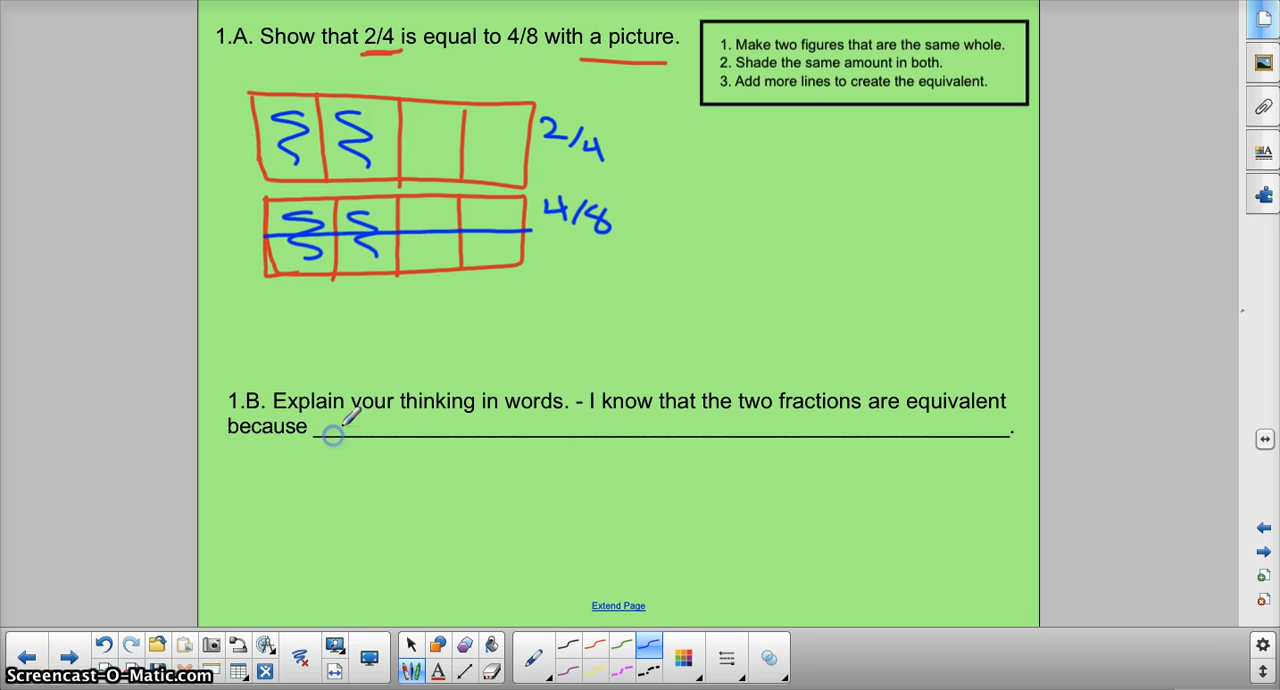 1.A. Show that 2/4 is equal to 4/8 with a picture.
1. Make two figures that are the same whole.
2. Shade the same amount in both.
3. Add more lines to create the equivalent.
2/4
4/8
1.B. Explain your thinking in words. - I know that the two fractions are equivalent
because ______________________________.
Extend Page
Screencast-O-Matic.com